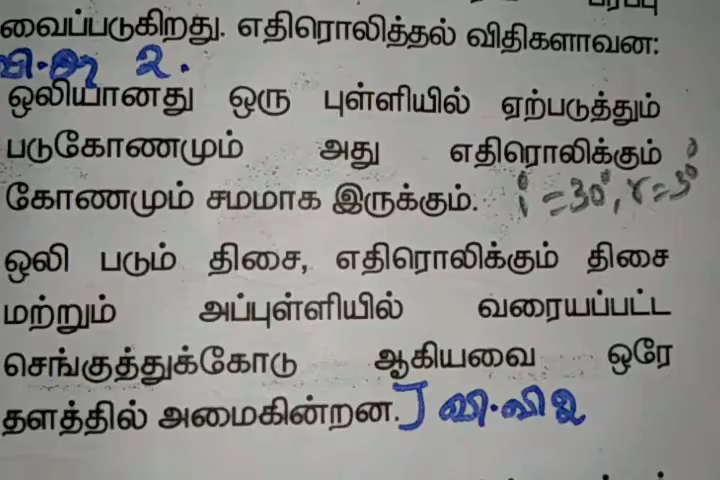 வைப்படுகிறது. எதிரொலித்தல் விதிகளாவன:
ஒலியானது ஒரு புள்ளியில் ஏற்படுத்தும்
படுகோணமும் அது எதிரொலிக்கும்
கோணமும் சமமாக இருக்கும். i = 30°, r = 30°
ஒலி படும் திசை, எதிரொலிக்கும் திசை
மற்றும் அப்புள்ளியில் வரையப்பட்ட
செங்குத்துக்கோடு ஆகியவை ஒரே
தளத்தில் அமைகின்றன.